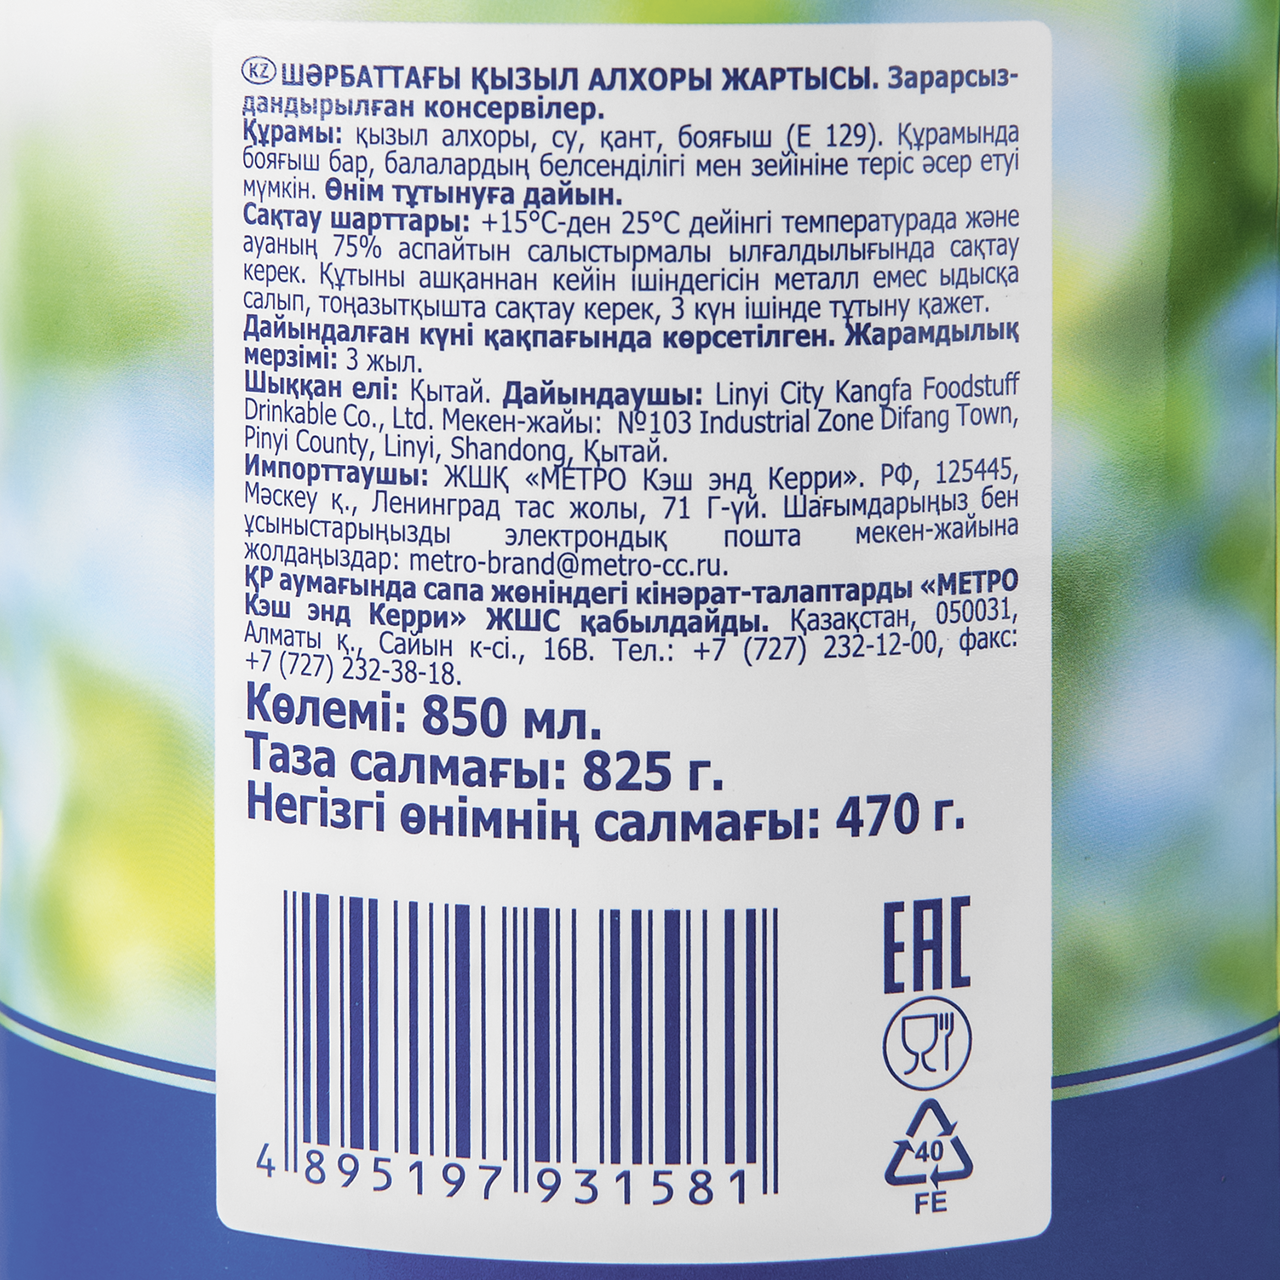 KZ ШӘРБАТТАҒЫ ҚЫЗЫЛ АЛХОРЫ ЖАРТЫСЫ. Зарарсыз-
дандырылған консервілер.
Құрамы: қызыл алхоры, су, қант, бояғыш (Е 129). Құрамында
бояғыш бар, балалардың белсенділігі мен зейініне теріс әсер етуі
мүмкін. Өнім тұтынуға дайын.
Сақтау шарттары: +15°C-ден 25°C дейінгі температурада және
ауаның 75% аспайтын салыстырмалы ылғалдылығында сақтау
керек. Құтыны ашқаннан кейін ішіндегісін металл емес ыдысқа
салып, тоңазытқышта сақтау керек, 3 күн ішінде тұтыну қажет.
Дайындалған күні қақпағында көрсетілген. Жарамдылық
мерзімі: 3 жыл.
Шыққан елі: Қытай. Дайындаушы: Linyi City Kangfa Foodstuff
Drinkable Co., Ltd. Мекен-жайы: №103 Industrial Zone Difang Town,
Pinyi County, Linyi, Shandong, Қытай.
Импорттаушы: ЖШҚ «МЕТРО Кэш энд Керри». РФ, 125445,
Мәскеу қ., Ленинград тас жолы, 71 Г-үй. Шағымдарыңыз бен
ұсыныстарыңызды электрондық пошта мекен-жайына
жолдаңыздар: metro-brand@metro-cc.ru.
ҚР аумағында сапа жөніндегі кінәрат-талаптарды «МЕТРО
Кэш энд Керри» ЖШС қабылдайды. Қазақстан, 050031,
Алматы қ., Сайын к-сі., 16В. Тел.: +7 (727) 232-12-00, факс:
+7 (727) 232-38-18.
Көлемі: 850 мл.
Таза салмағы: 825 г.
Негізгі өнімнің салмағы: 470 г.
EAC
40
FE
4 895197 931581